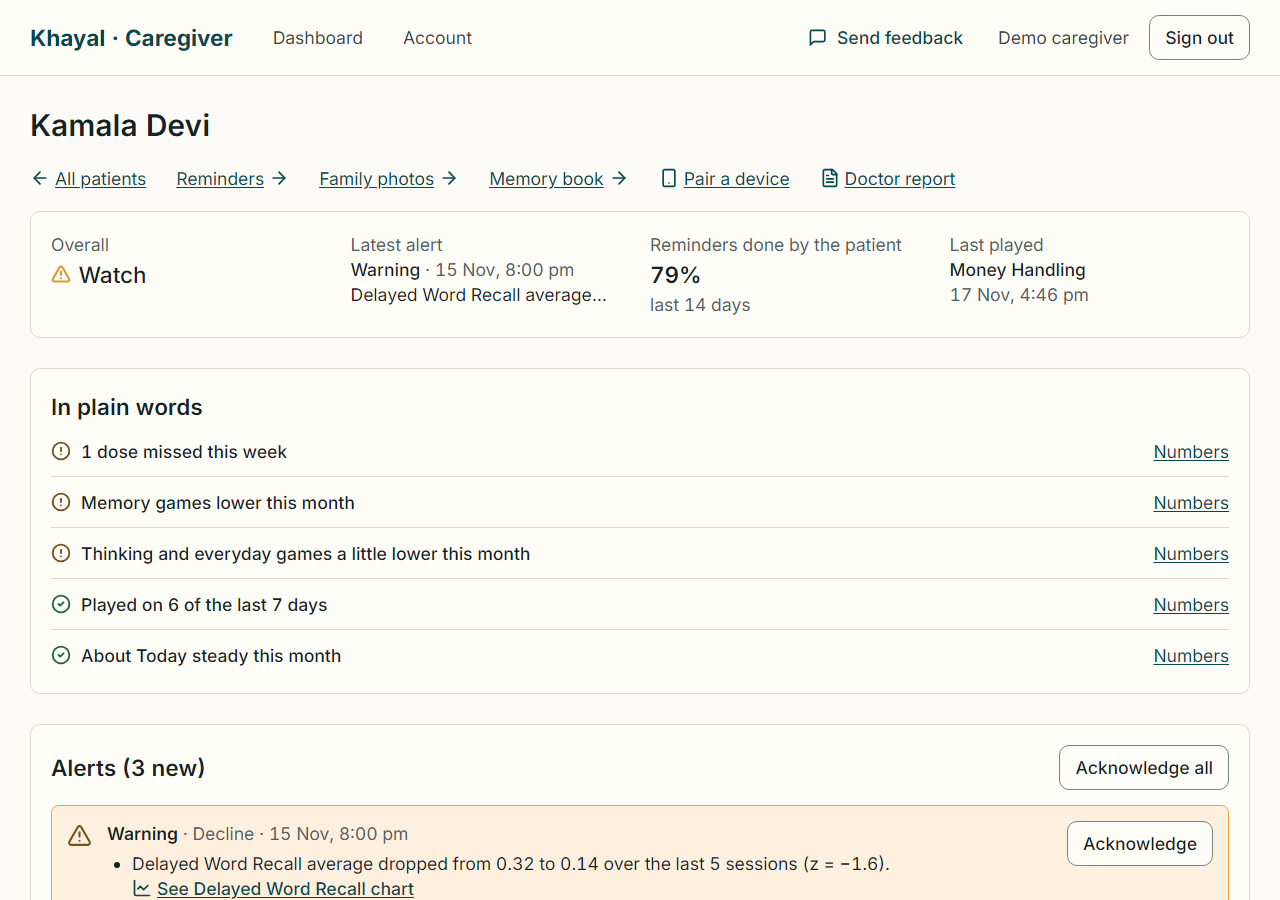 Khayal · Caregiver
Dashboard
Account
Send feedback
Demo caregiver
Sign out
Kamala Devi
All patients
Reminders
Family photos
Memory book
Pair a device
Doctor report
Overall
Watch
Latest alert
Warning · 15 Nov, 8:00 pm
Delayed Word Recall average…
Reminders done by the patient
79%
last 14 days
Last played
Money Handling
17 Nov, 4:46 pm
In plain words
1 dose missed this week
Numbers
Memory games lower this month
Numbers
Thinking and everyday games a little lower this month
Numbers
Played on 6 of the last 7 days
Numbers
About Today steady this month
Numbers
Alerts (3 new)
Acknowledge all
Warning · Decline · 15 Nov, 8:00 pm
Acknowledge
Delayed Word Recall average dropped from 0.32 to 0.14 over the last 5 sessions (z = −1.6).
See Delayed Word Recall chart